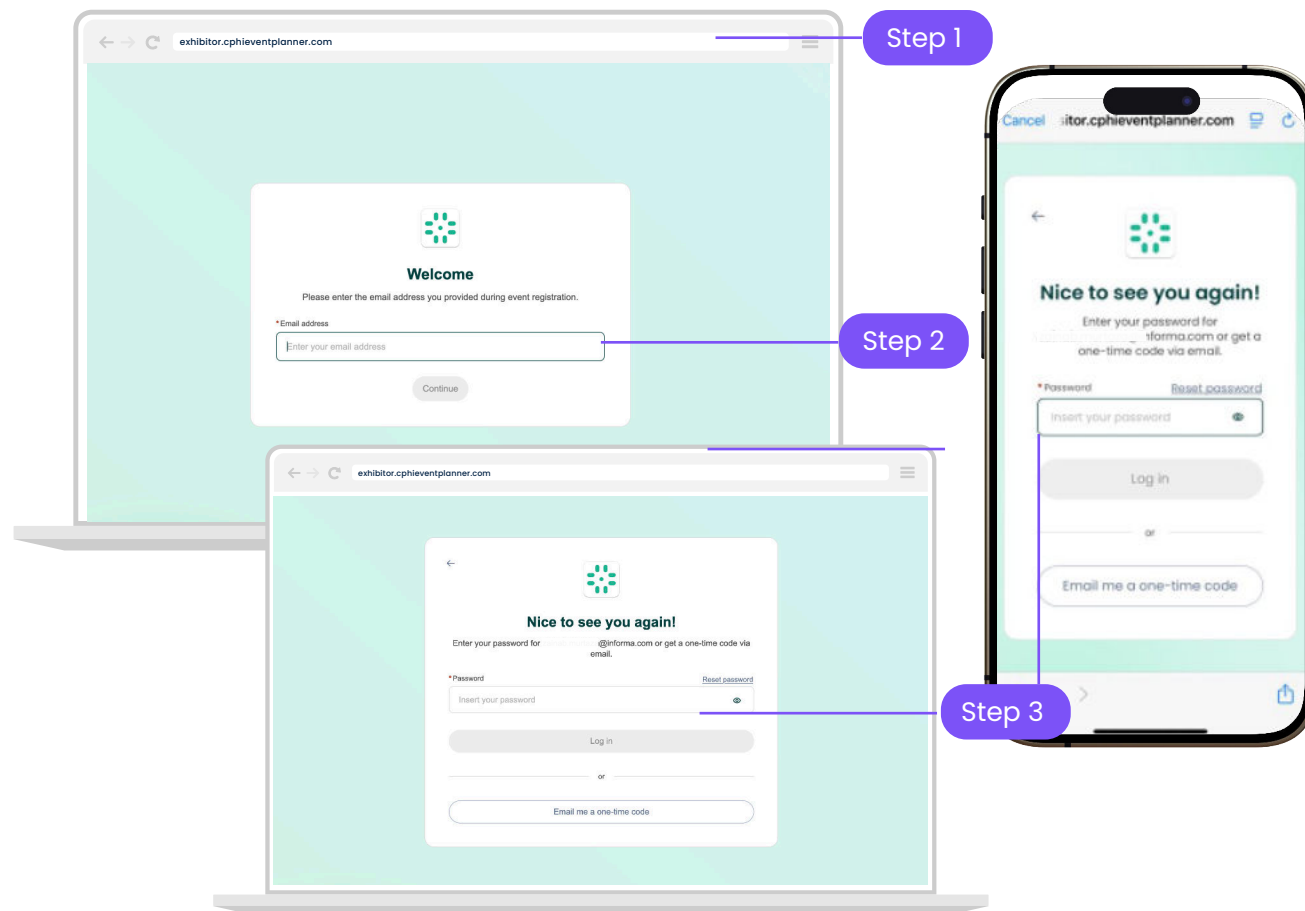 exhibitor.cphieventplanner.com
Step 1
Welcome
Please enter the email address you provided during event registration.
*Email address
Enter your email address
Step 2
Continue
exhibitor.cphieventplanner.com
Nice to see you again!
Enter your password for @informa.com or get a one-time code via
email.
*Password Reset password
Insert your password
Log in
or
Email me a one-time code
Step 3
Cancel itor.cphieventplanner.com
Nice to see you again!
Enter your password for
nforma.com or get a
one-time code via email.
*Password Reset password
Insert your password
Log in
or
Email me a one-time code